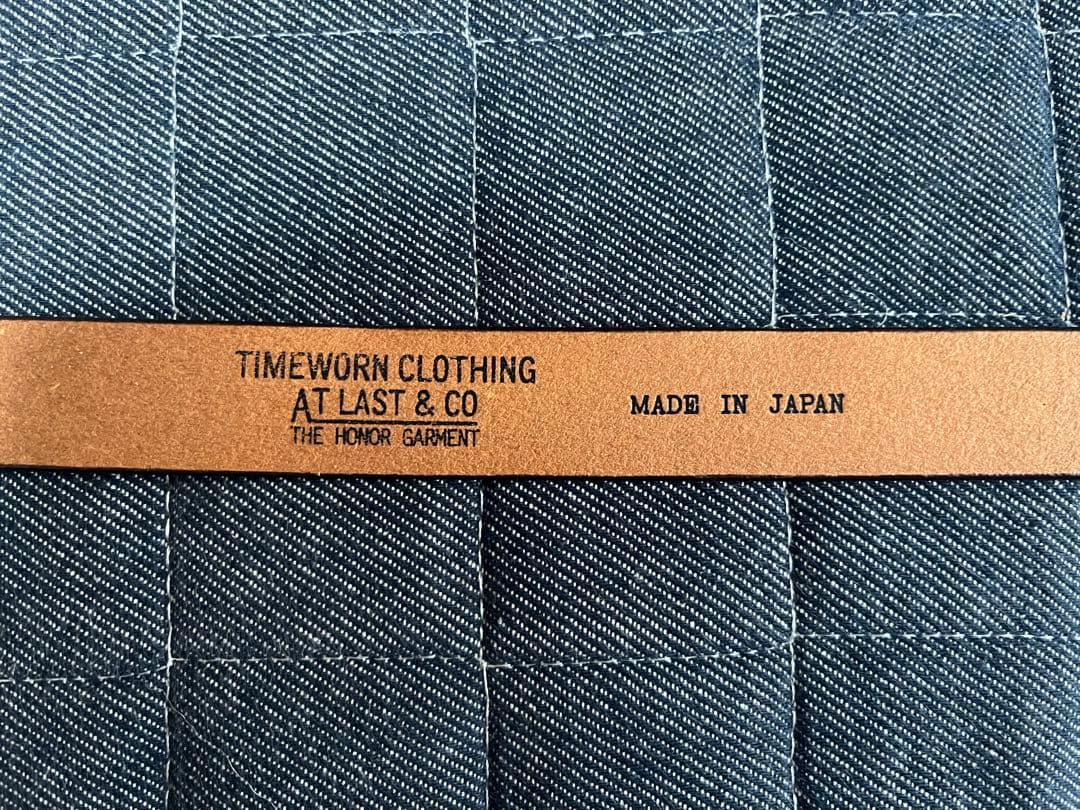 TIMEWORN CLOTHING
AT LAST & CO
THE HONOR GARMENT
MADE IN JAPAN